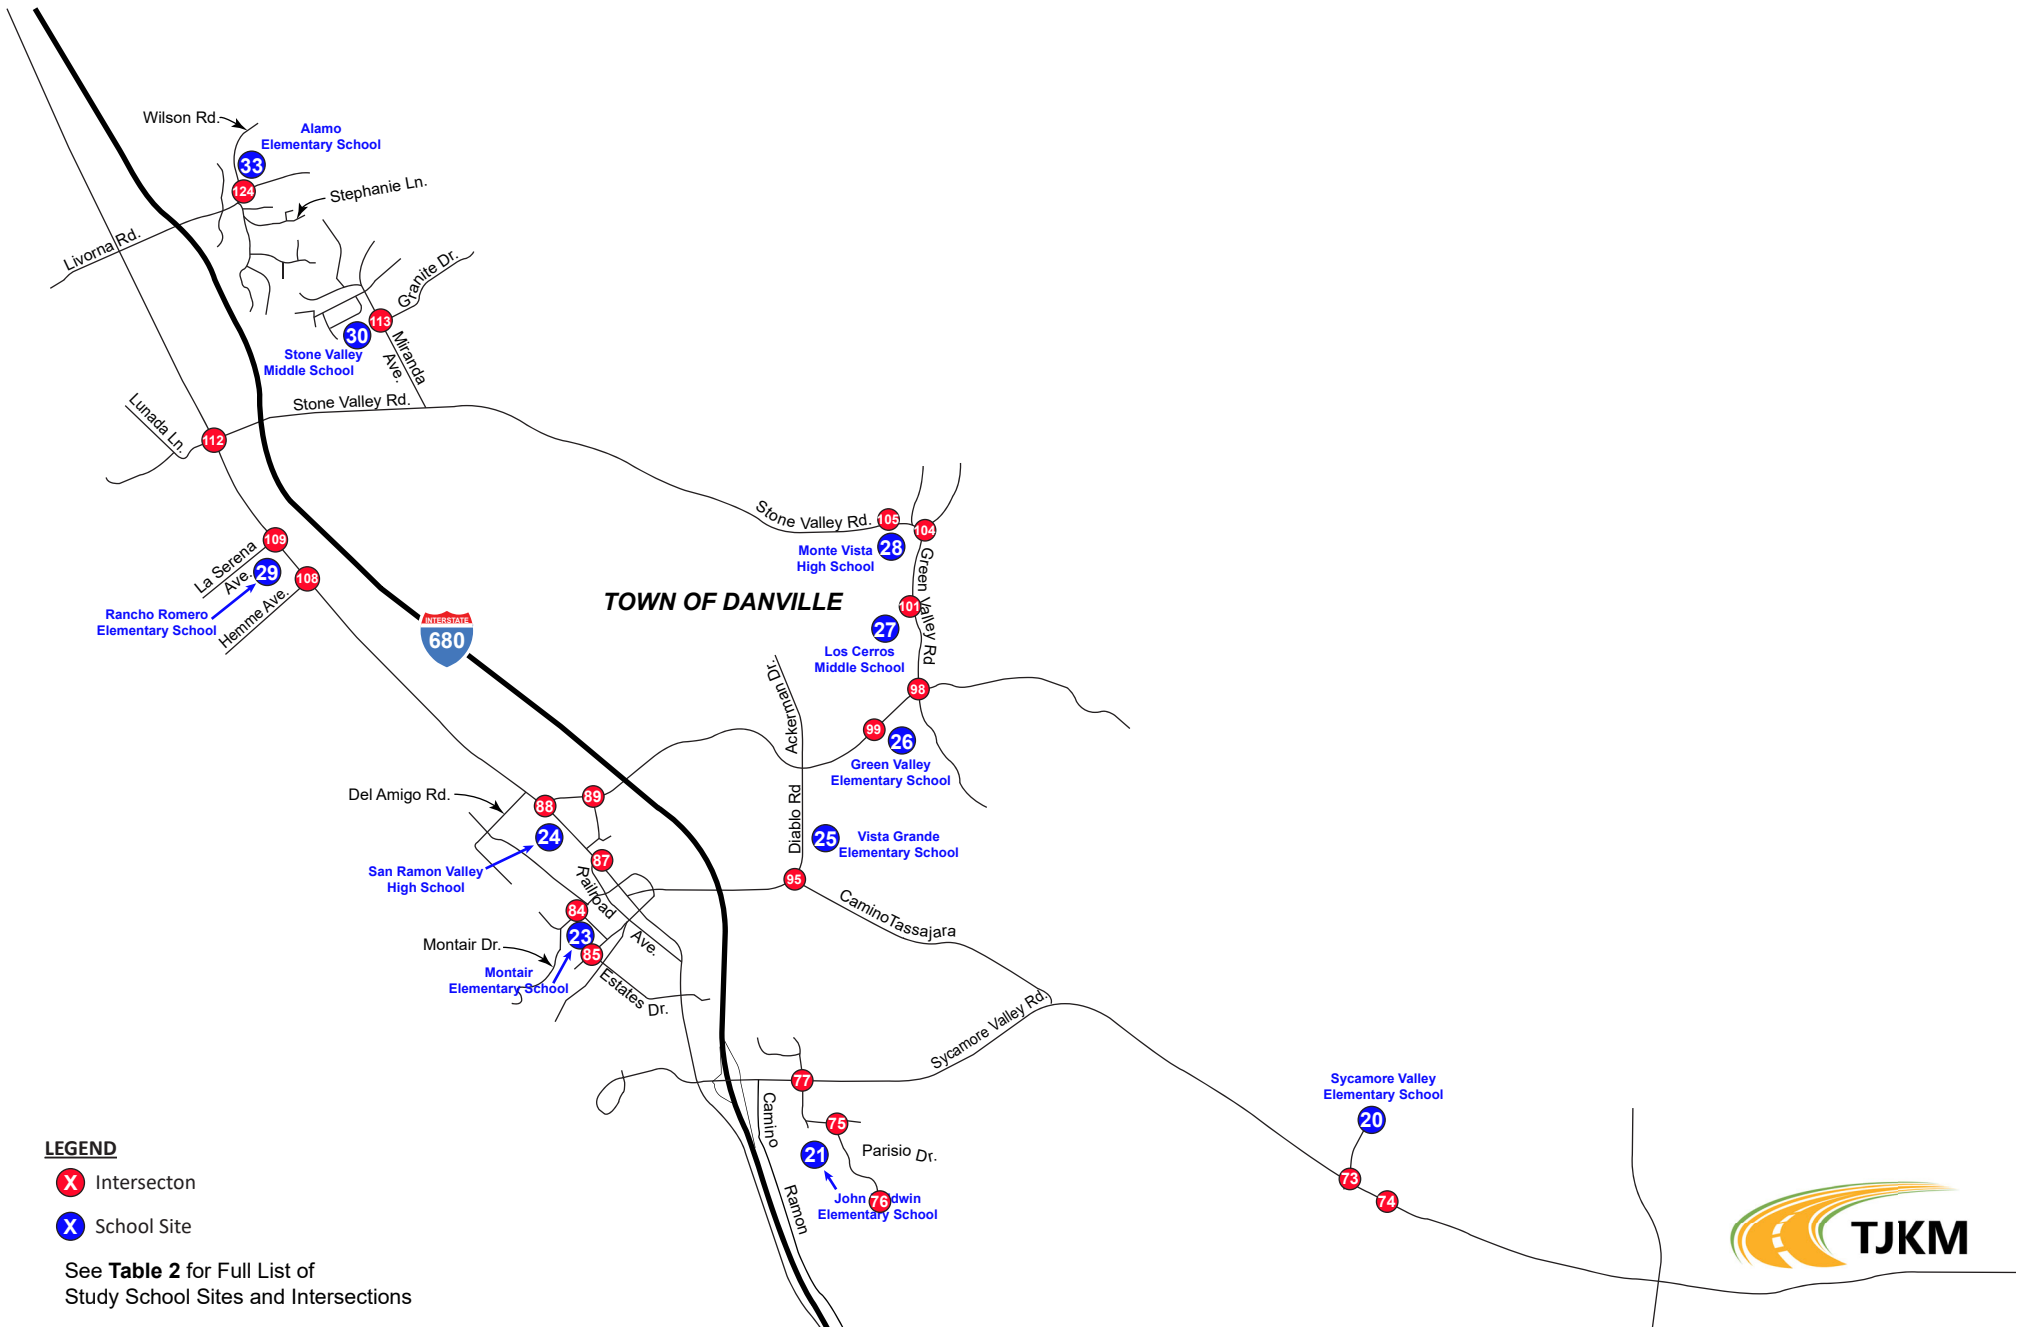 Wilson Rd.
Alamo
Elementary School
33
124
Stephanie Ln.
Livorna Rd.
Granite Dr.
113
30
Miranda
Ave.
Stone Valley
Middle School
Stone Valley Rd.
Lunada Ln.
112
Stone Valley Rd.
105
104
109
28
Monte Vista
High School
La Serena
Ave.
29
108
Green Valley Rd
Rancho Romero
Elementary School
Hemme Ave.
INTERSTATE
680
TOWN OF DANVILLE
101
27
Los Cerros
Middle School
Ackerman Dr.
98
99
26
Green Valley
Elementary School
Del Amigo Rd.
88
89
24
Diablo Rd
25
Vista Grande
Elementary School
San Ramon Valley
High School
87
95
Railroad
Ave.
84
CaminoTassajara
23
Montair Dr.
85
Montair
Elementary School
Estates Dr.
Sycamore Valley Rd.
77
Camino
Ramon
75
Sycamore Valley
Elementary School
20
21
Parisio Dr.
73
76
John dwin
Elementary School
74
LEGEND
X Intersecton
X School Site
See Table 2 for Full List of
Study School Sites and Intersections
TJKM